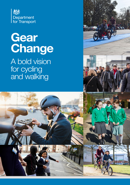 Department
for Transport
Gear
Change
A bold vision
for cycling
and walking